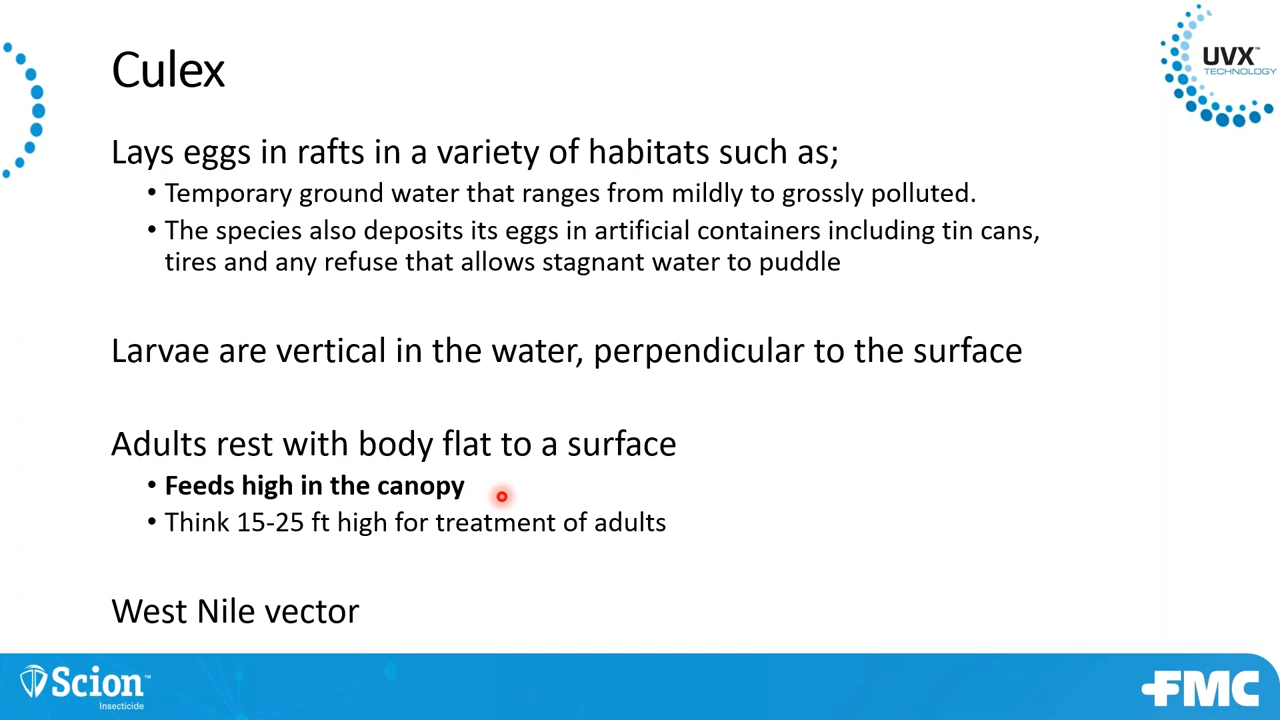 Culex
UVX™
TECHNOLOGY
Lays eggs in rafts in a variety of habitats such as;
• Temporary ground water that ranges from mildly to grossly polluted.
• The species also deposits its eggs in artificial containers including tin cans,
tires and any refuse that allows stagnant water to puddle
Larvae are vertical in the water, perpendicular to the surface
Adults rest with body flat to a surface
• Feeds high in the canopy
• Think 15-25 ft high for treatment of adults
West Nile vector
Scion™
Insecticide
FMC